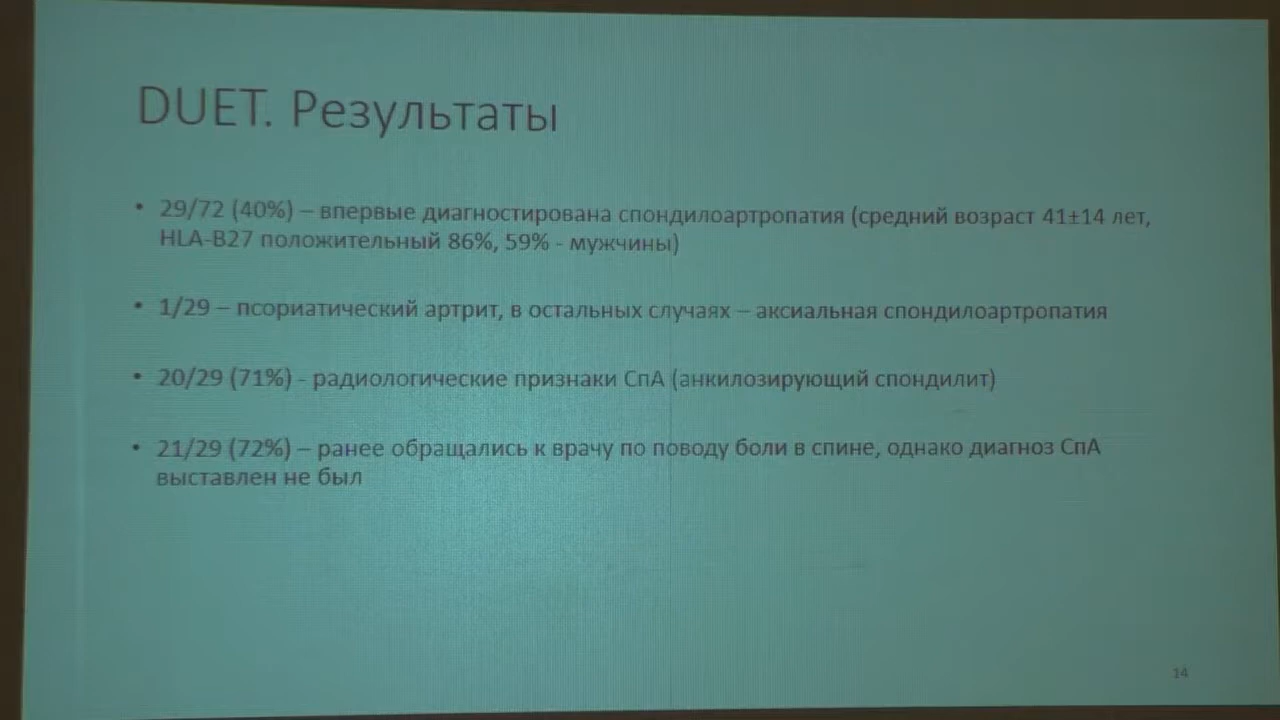 DUET. Результаты
• 29/72 (40%) – впервые диагностирована спондилоартропатия (средний возраст 41±14 лет,
HLA-B27 положительный 86%, 59% - мужчины)
• 1/29 – псориатический артрит, в остальных случаях – аксиальная спондилоартропатия
• 20/29 (71%) - радиологические признаки СпА (анкилозирующий спондилит)
• 21/29 (72%) – ранее обращались к врачу по поводу боли в спине, однако диагноз СпА
выставлен не был
14